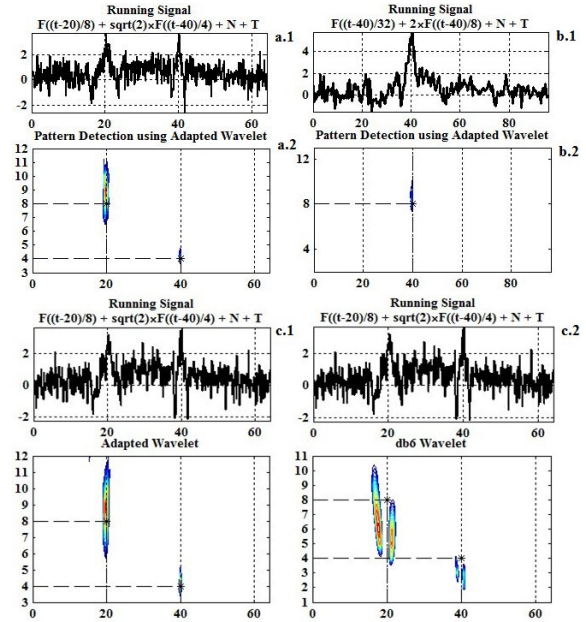 Running Signal
F((t-20)/8) + sqrt(2)×F((t-40)/4) + N + T
a.1
2
0
-2
0 20 40 60
Running Signal
F((t-40)/32) + 2×F((t-40)/8) + N + T
b.1
4
2
0
0 20 40 60 80
Pattern Detection using Adapted Wavelet
a.2
12
11
10
9
8
7
6
5
4
3
0 20 40 60
Pattern Detection using Adapted Wavelet
b.2
12
10
8
6
4
2
0 20 40 60 80
Running Signal
F((t-20)/8) + sqrt(2)×F((t-40)/4) + N + T
c.1
2
0
-2
0 20 40 60
Running Signal
F((t-20)/8) + sqrt(2)×F((t-40)/4) + N + T
c.2
2
0
-2
0 20 40 60
Adapted Wavelet
12
11
10
9
8
7
6
5
4
3
0 20 40 60
db6 Wavelet
11
10
9
8
7
6
5
4
3
2
1
0 20 40 60